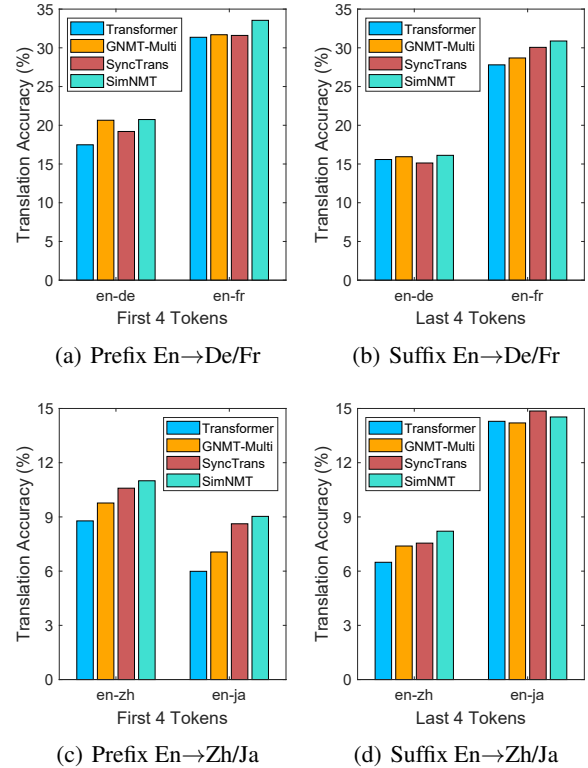 35
30
25
20
15
10
5
0
Translation Accuracy (%)
Transformer
GNMT-Multi
SyncTrans
SimNMT
en-de
en-fr
First 4 Tokens
(a) Prefix En→De/Fr
35
30
25
20
15
10
5
0
Translation Accuracy (%)
Transformer
GNMT-Multi
SyncTrans
SimNMT
en-de
en-fr
Last 4 Tokens
(b) Suffix En→De/Fr
15
12
9
6
3
0
Translation Accuracy (%)
Transformer
GNMT-Multi
SyncTrans
SimNMT
en-zh
en-ja
First 4 Tokens
(c) Prefix En→Zh/Ja
15
12
9
6
3
0
Translation Accuracy (%)
Transformer
GNMT-Multi
SyncTrans
SimNMT
en-zh
en-ja
Last 4 Tokens
(d) Suffix En→Zh/Ja